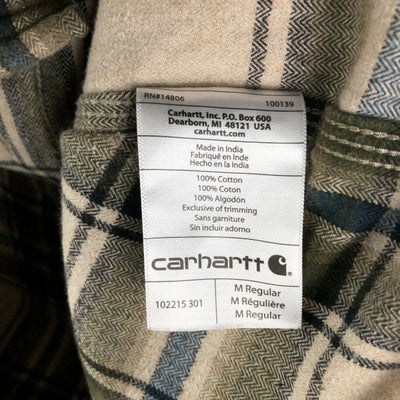 RN#14806 100139
Carhartt, Inc. P.O. Box 600
Dearborn, MI 48121 USA
carhartt.com
Made in India
Fabriqué en Inde
Hecho en la India
100% Cotton
100% Coton
100% Algodón
Exclusive of trimming
Sans garniture
Sin incluir adorno
carhartt
102215 301
M Regular
M Régulière
M Regular